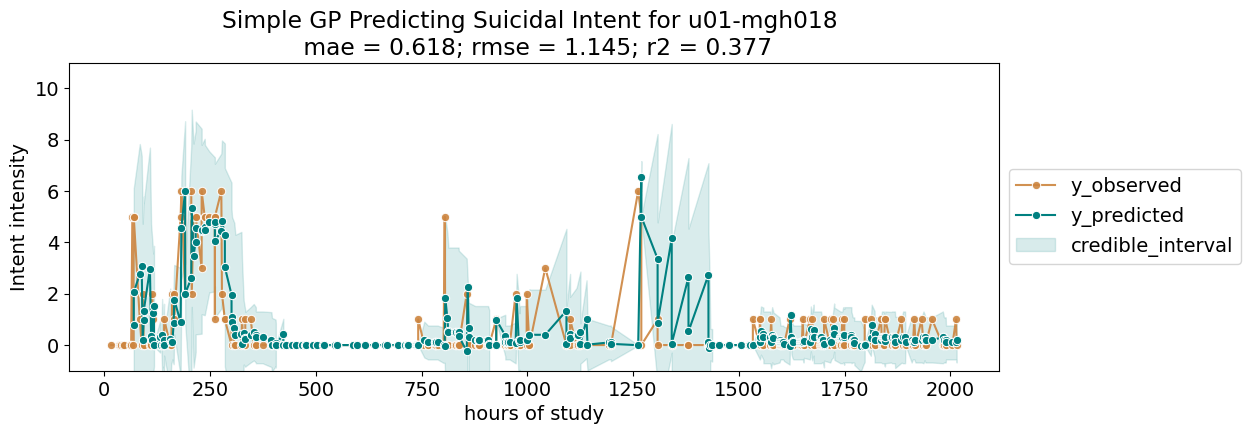 Simple GP Predicting Suicidal Intent for u01-mgh018
mae = 0.618; rmse = 1.145; r2 = 0.377
Intent intensity
10
8
6
4
2
0
0 250 500 750 1000 1250 1500 1750 2000
hours of study
y_observed
y_predicted
credible_interval